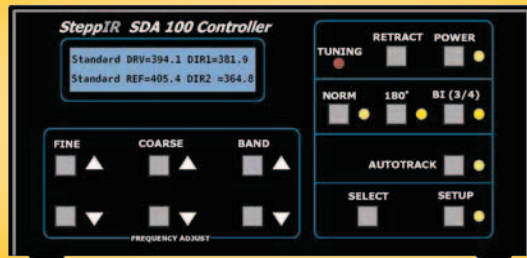 SteppIR SDA 100 Controller
Standard DRV=394.1 DIR1=381.9
Standard REF=405.4 DIR2 =364.8
TUNING
RETRACT
POWER
NORM
180°
BI (3/4)
AUTOTRACK
SELECT
SETUP
FINE
COARSE
BAND
FREQUENCY ADJUST